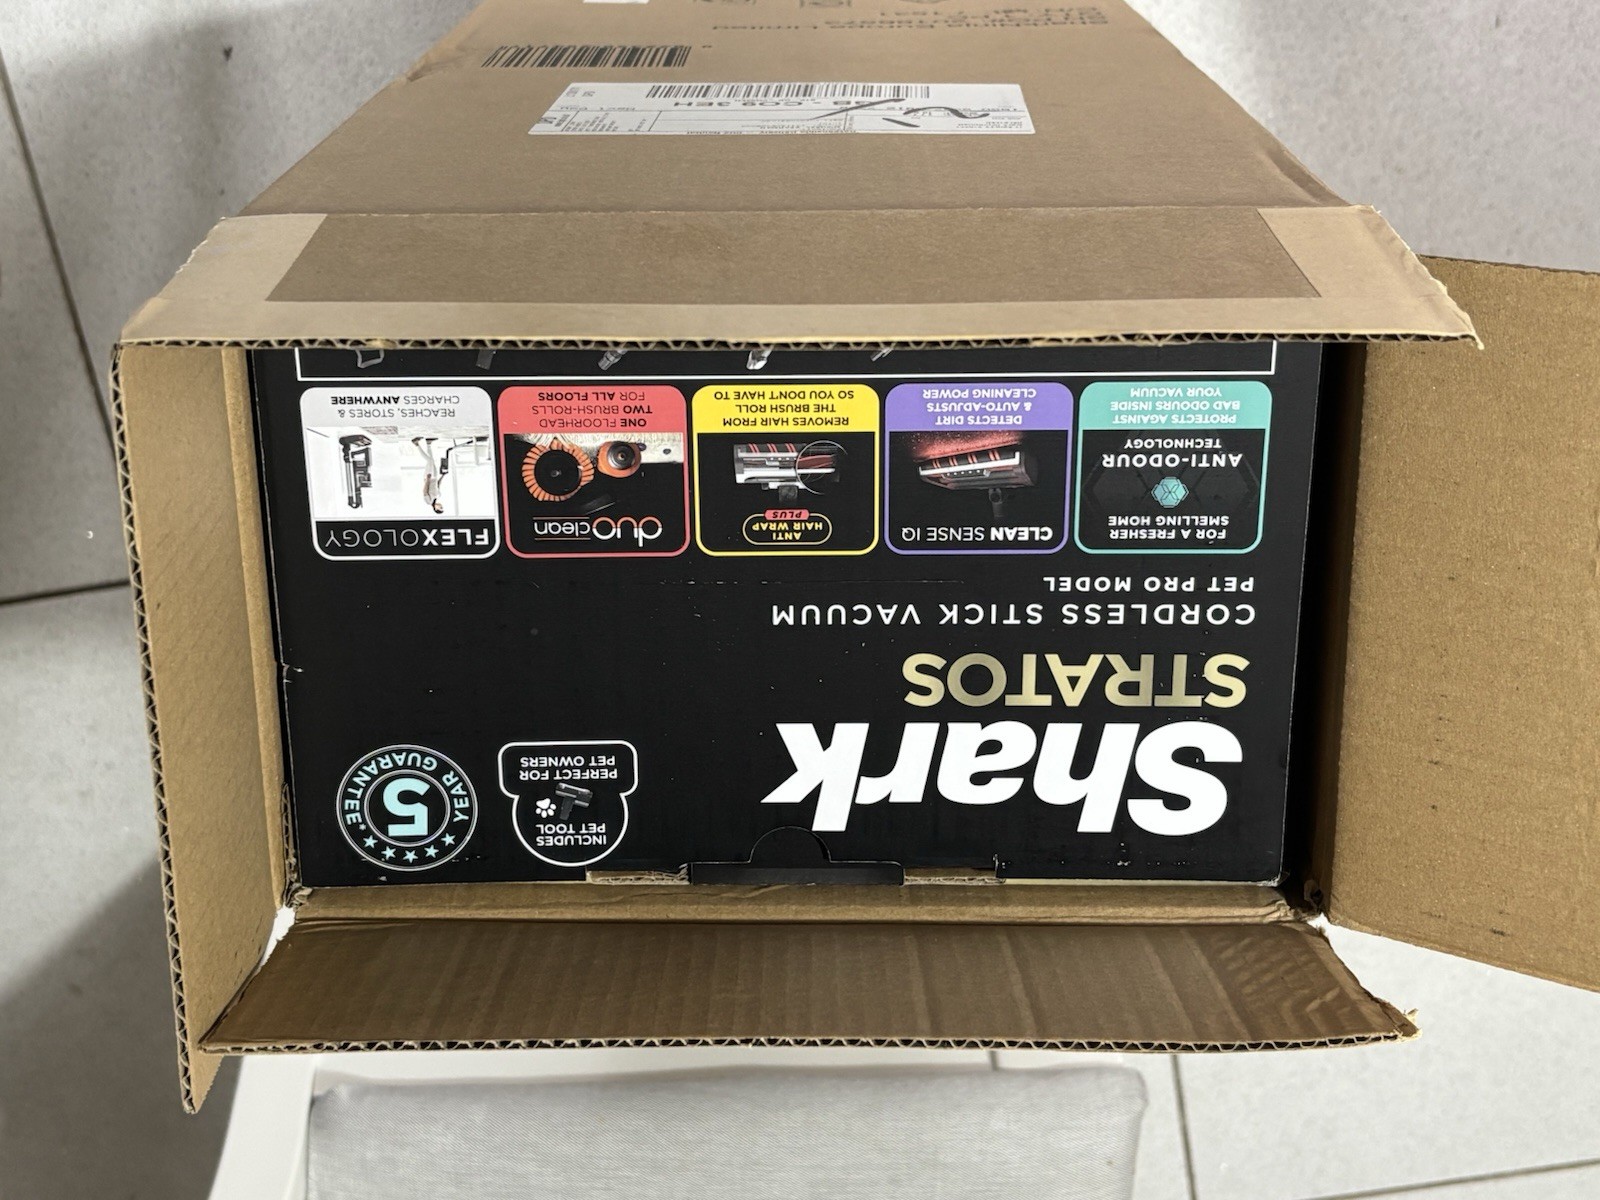 Shark
STRATOS
CORDLESS STICK VACUUM
PET PRO MODEL
INCLUDES
PET TOOL
PERFECT FOR
PET OWNERS
5
YEAR GUARANTEE*
FOR A FRESHER
SMELLING HOME
ANTI-ODOUR
TECHNOLOGY
PROTECTS AGAINST
BAD ODOURS INSIDE
YOUR VACUUM
CLEAN SENSE IQ
DETECTS DIRT
& AUTO-ADJUSTS
CLEANING POWER
ANTI
HAIR WRAP
PLUS
REMOVES HAIR FROM
THE BRUSH ROLL
SO YOU DON'T HAVE TO
duoclean
ONE FLOORHEAD
TWO BRUSH-ROLLS
FOR ALL FLOORS
FLEXOLOGY
REACHES, STORES &
CHARGES ANYWHERE
SharkNinja Europe Limited